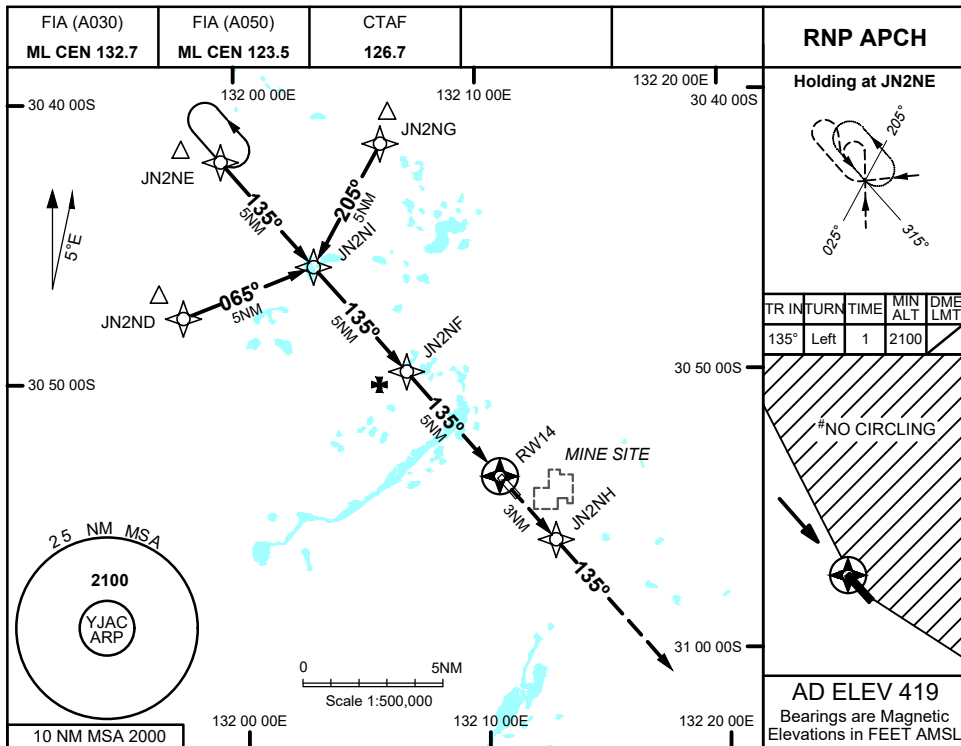 FIA (A030)
ML CEN 132.7
FIA (A050)
ML CEN 123.5
CTAF
126.7
RNP APCH
132 00 00E
132 10 00E
132 20 00E
30 40 00S
30 40 00S
JN2NE
JN2NG
135°
5NM
205°
5NM
JN2NI
5°E
JN2ND
065°
5NM
135°
5NM
JN2NF
30 50 00S
30 50 00S
135°
5NM
RW14
MINE SITE
3NM
JN2NH
135°
25 NM MSA
2100
YJAC
ARP
10 NM MSA 2000
0
5NM
Scale 1:500,000
31 00 00S
132 00 00E
132 10 00E
132 20 00E
Holding at JN2NE
205°
025°
315°
TR IN
TURN
TIME
MIN
ALT
DME
LMT
135°
Left
1
2100
#NO CIRCLING
AD ELEV 419
Bearings are Magnetic
Elevations in FEET AMSL